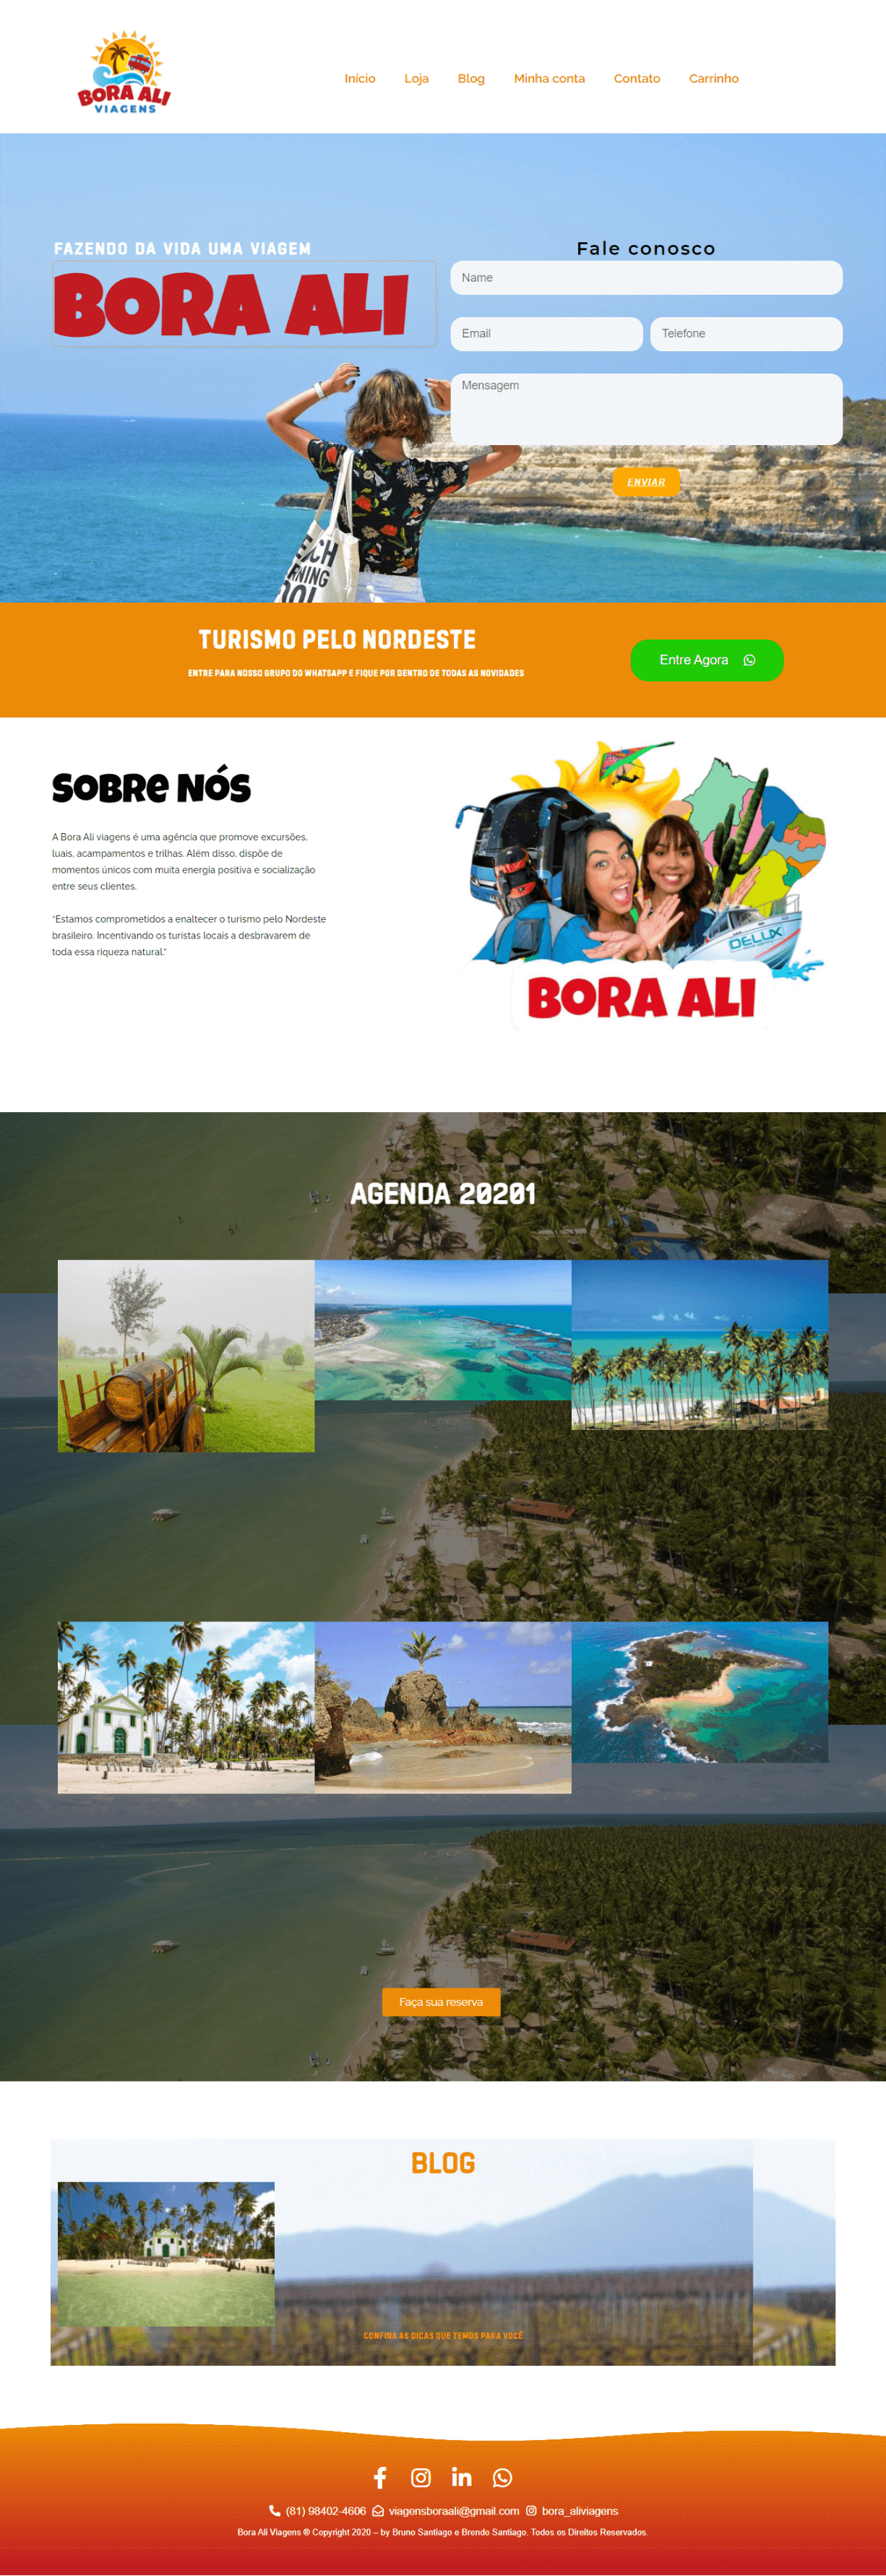 BORA ALI
VIAGENS
Início
Loja
Blog
Minha conta
Contato
Carrinho
FAZENDO DA VIDA UMA VIAGEM
BORA ALI
Fale conosco
Name
Email
Telefone
Mensagem
ENVIAR
TURISMO PELO NORDESTE
ENTRE PARA NOSSO GRUPO DO WHATSAPP E FIQUE POR DENTRO DE TODAS AS NOVIDADES
Entre Agora
SOBRE NÓS
A Bora Ali viagens é uma agência que promove excursões,
luais, acampamentos e trilhas. Além disso, dispõe de
momentos únicos com muita energia positiva e socialização
entre seus clientes.
“Estamos comprometidos a enaltecer o turismo pelo Nordeste
brasileiro. Incentivando os turistas locais a desbravarem de
toda essa riqueza natural.”
DELUX
BORA ALI
AGENDA 20201
Faça sua reserva
BLOG
CONFIRA AS DICAS QUE TEMOS PARA VOCÊ
(81) 98402-4606 viagensboraali@gmail.com bora_aliviagens
Bora Ali Viagens ® Copyright 2020 – by Bruno Santiago e Brendo Santiago. Todos os Direitos Reservados.